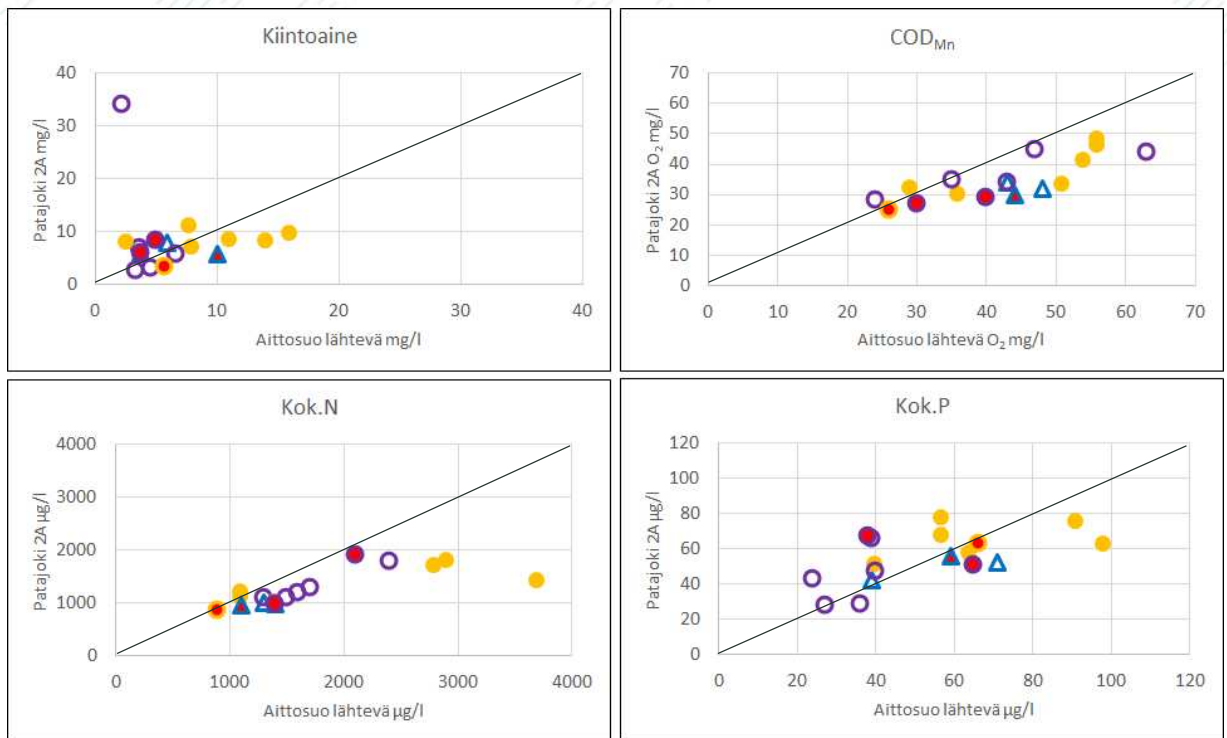 Kiintoaine
Patajoki 2A mg/l
40
30
20
10
0
0 10 20 30 40
Aittosuo lähtevä mg/l
COD_Mn
Patajoki 2A O₂ mg/l
70
60
50
40
30
20
10
0
0 10 20 30 40 50 60 70
Aittosuo lähtevä O₂ mg/l
Kok.N
Patajoki 2A µg/l
4000
3000
2000
1000
0
0 1000 2000 3000 4000
Aittosuo lähtevä µg/l
Kok.P
Patajoki 2A µg/l
120
100
80
60
40
20
0
0 20 40 60 80 100 120
Aittosuo lähtevä µg/l